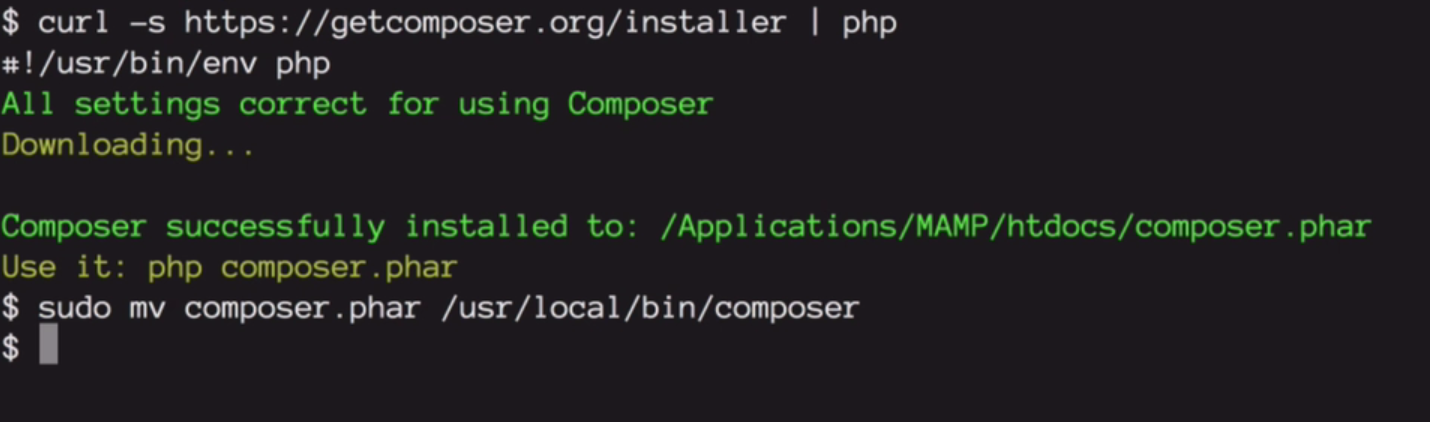 $ curl -s https://getcomposer.org/installer | php
#!/usr/bin/env php
All settings correct for using Composer
Downloading...
Composer successfully installed to: /Applications/MAMP/htdocs/composer.phar
Use it: php composer.phar
$ sudo mv composer.phar /usr/local/bin/composer
$